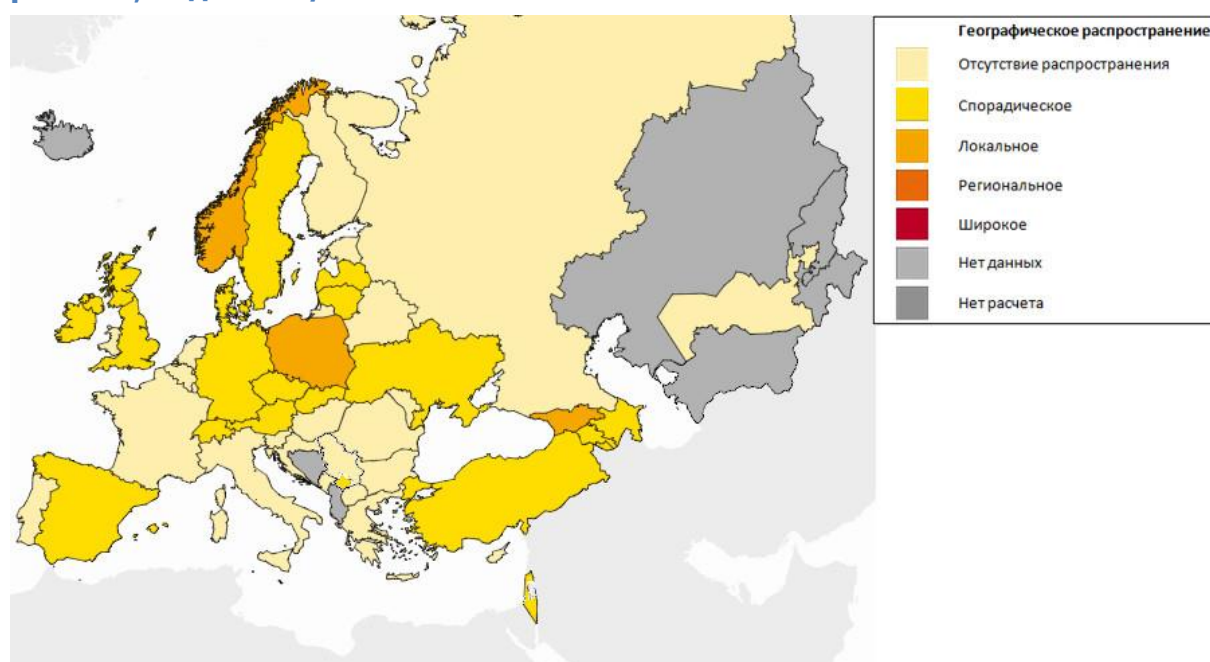 Географическое распространение
Отсутствие распространения
Спорадическое
Локальное
Региональное
Широкое
Нет данных
Нет расчета